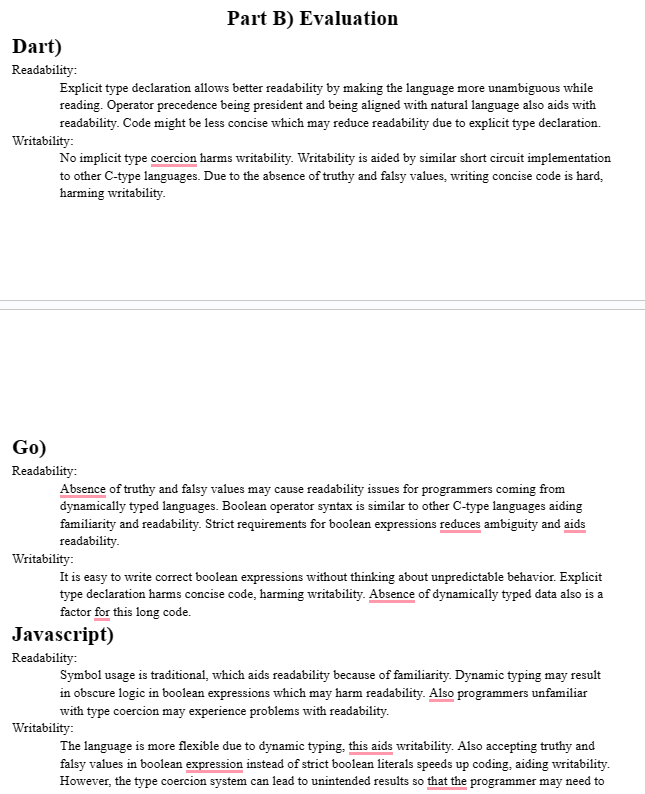 Part B) Evaluation
Dart)
Readability:
Explicit type declaration allows better readability by making the language more unambiguous while
reading. Operator precedence being president and being aligned with natural language also aids with
readability. Code might be less concise which may reduce readability due to explicit type declaration.
Writability:
No implicit type coercion harms writability. Writability is aided by similar short circuit implementation
to other C-type languages. Due to the absence of truthy and falsy values, writing concise code is hard,
harming writability.
Go)
Readability:
Absence of truthy and falsy values may cause readability issues for programmers coming from
dynamically typed languages. Boolean operator syntax is similar to other C-type languages aiding
familiarity and readability. Strict requirements for boolean expressions reduces ambiguity and aids
readability.
Writability:
It is easy to write correct boolean expressions without thinking about unpredictable behavior. Explicit
type declaration harms concise code, harming writability. Absence of dynamically typed data also is a
factor for this long code.
Javascript)
Readability:
Symbol usage is traditional, which aids readability because of familiarity. Dynamic typing may result
in obscure logic in boolean expressions which may harm readability. Also programmers unfamiliar
with type coercion may experience problems with readability.
Writability:
The language is more flexible due to dynamic typing, this aids writability. Also accepting truthy and
falsy values in boolean expression instead of strict boolean literals speeds up coding, aiding writability.
However, the type coercion system can lead to unintended results so that the programmer may need to